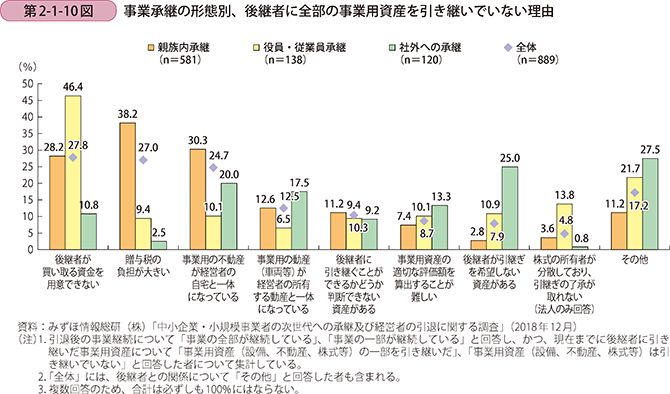 第2-1-10図
事業承継の形態別、後継者に全部の事業用資産を引き継いでいない理由
親族内承継
(n=581)
役員・従業員承継
(n=138)
社外への承継
(n=120)
全体
(n=889)
(%)
50
45
40
35
30
25
20
15
10
5
0
28.2
46.4
27.8
10.8
38.2
9.4
27.0
2.5
30.3
10.1
24.7
20.0
12.6
6.5
12.5
17.5
11.2
9.4
10.3
9.2
7.4
10.1
8.7
13.3
2.8
10.9
7.9
25.0
3.6
13.8
4.8
0.8
11.2
21.7
17.2
27.5
後継者が
買い取る資金を
用意できない
贈与税の
負担が大きい
事業用の不動産
が経営者の
自宅と一体
になっている
事業用の動産
(車両等)が
経営者の所有
する動産と一体
になっている
後継者に
引き継ぐことが
できるかどうか
判断できない
資産がある
事業用資産の
適切な評価額を
算出することが
難しい
後継者が引継ぎ
を希望しない
資産がある
株式の所有者が
分散しており、
引継ぎの了承が
取れない
(法人のみ回答)
その他
資料:みずほ情報総研(株)「中小企業・小規模事業者の次世代への承継及び経営者の引退に関する調査」(2018年12月)
(注)1. 引退後の事業継続について「事業の全部が継続している」、「事業の一部が継続している」と回答し、かつ、現在までに後継者に引き
継いだ事業用資産について「事業用資産(設備、不動産、株式等)の一部を引き継いだ」、「事業用資産(設備、不動産、株式等)は引
き継いでいない」と回答した者について集計している。
2.「全体」には、後継者との関係について「その他」と回答した者も含まれる。
3. 複数回答のため、合計は必ずしも100%にはならない。